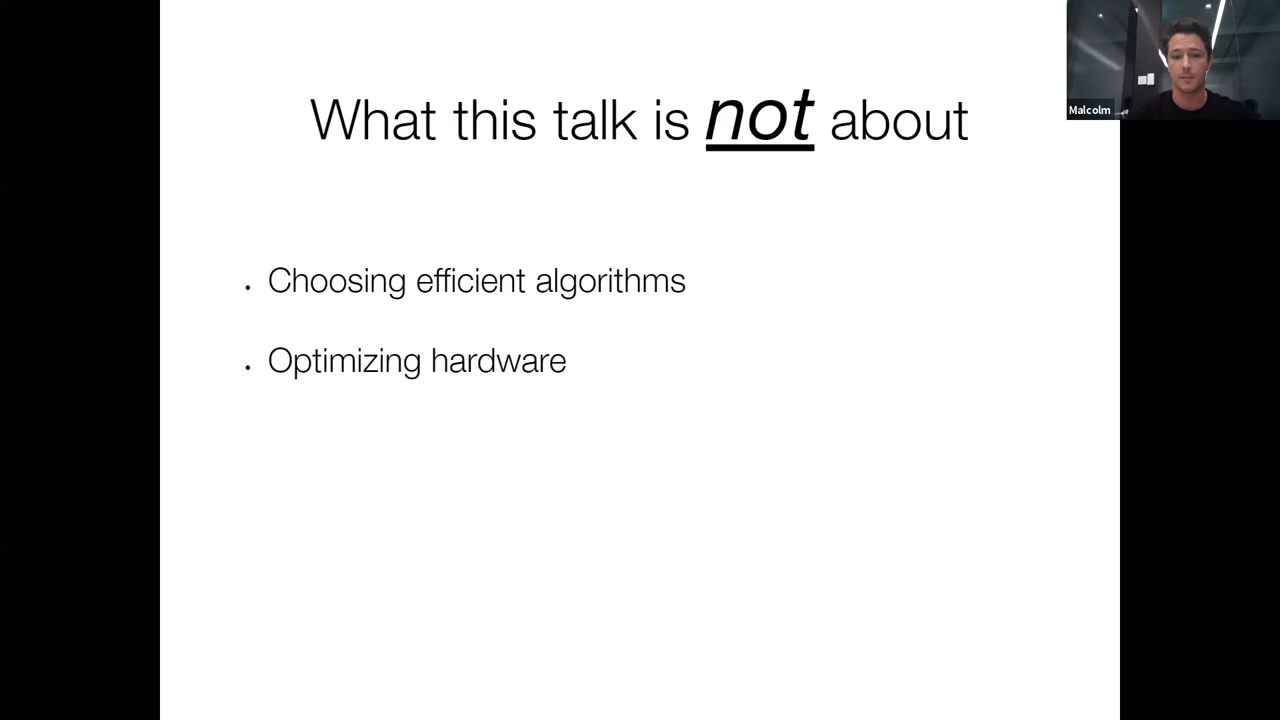 What this talk is not about
Malcolm
. Choosing efficient algorithms
. Optimizing hardware